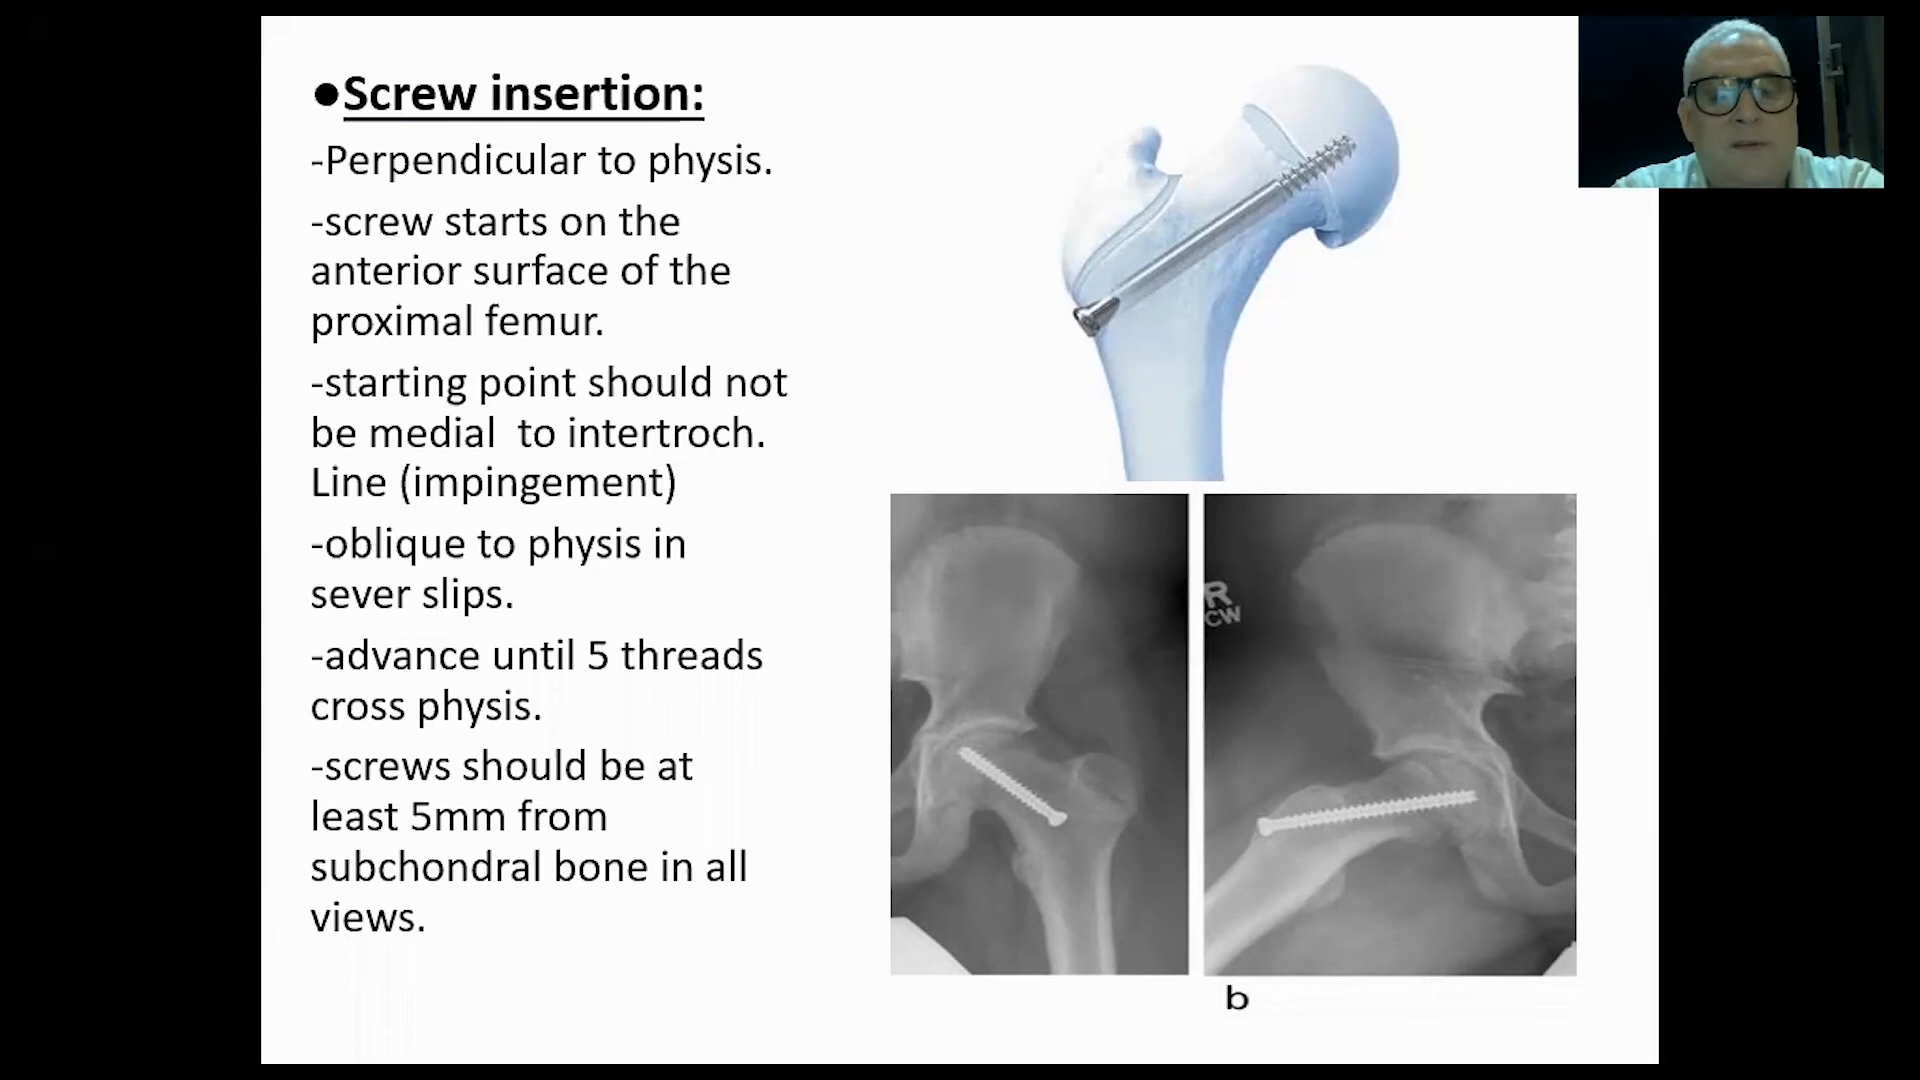 ●Screw insertion:
-Perpendicular to physis.
-screw starts on the
anterior surface of the
proximal femur.
-starting point should not
be medial  to intertroch.
Line (impingement)
-oblique to physis in
sever slips.
-advance until 5 threads
cross physis.
-screws should be at
least 5mm from
subchondral bone in all
views.
R
CW
b